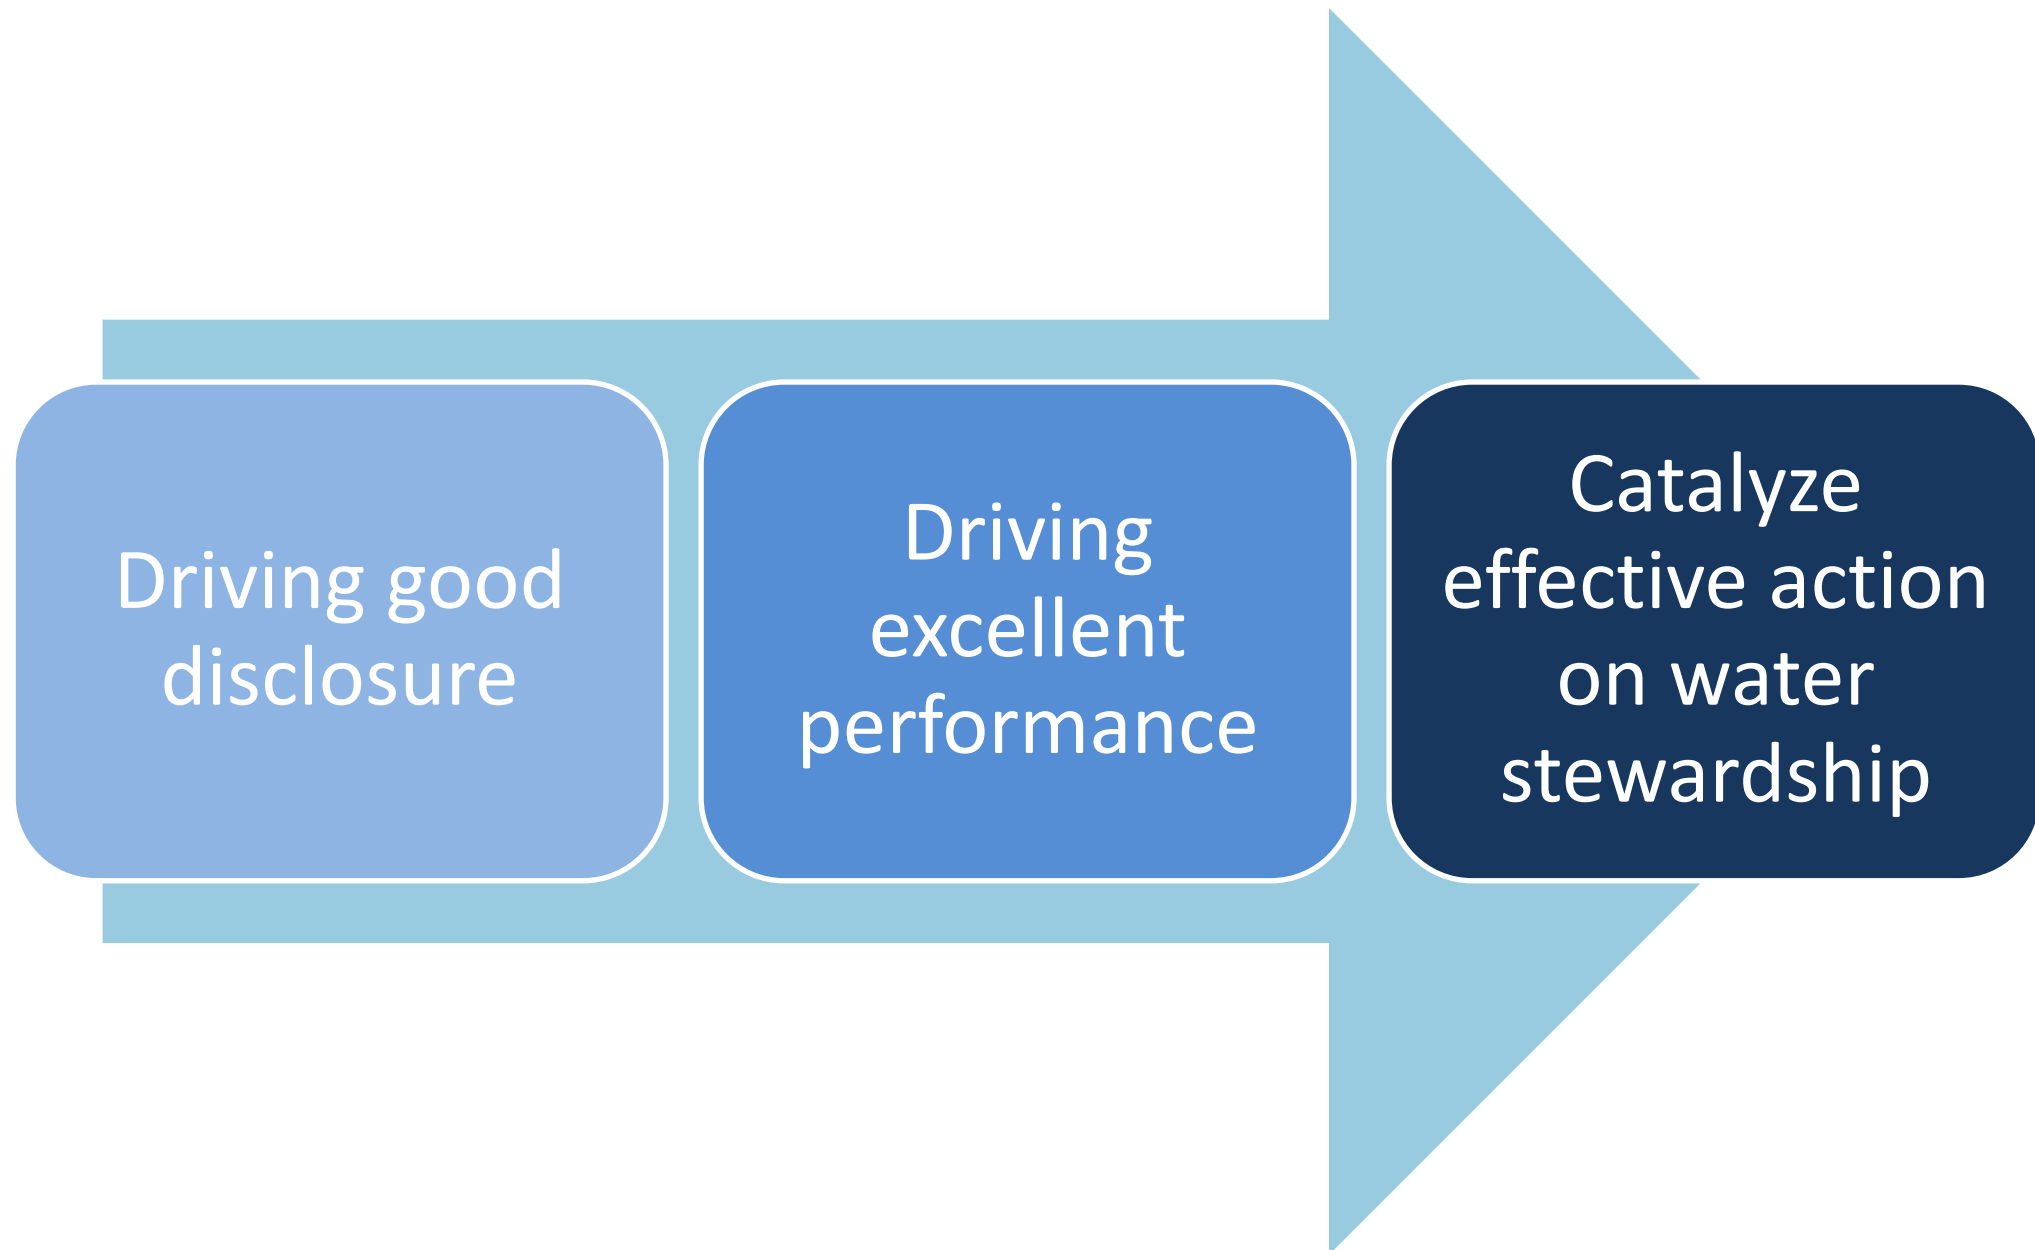 Driving good
disclosure
Driving
excellent
performance
Catalyze
effective action
on water
stewardship